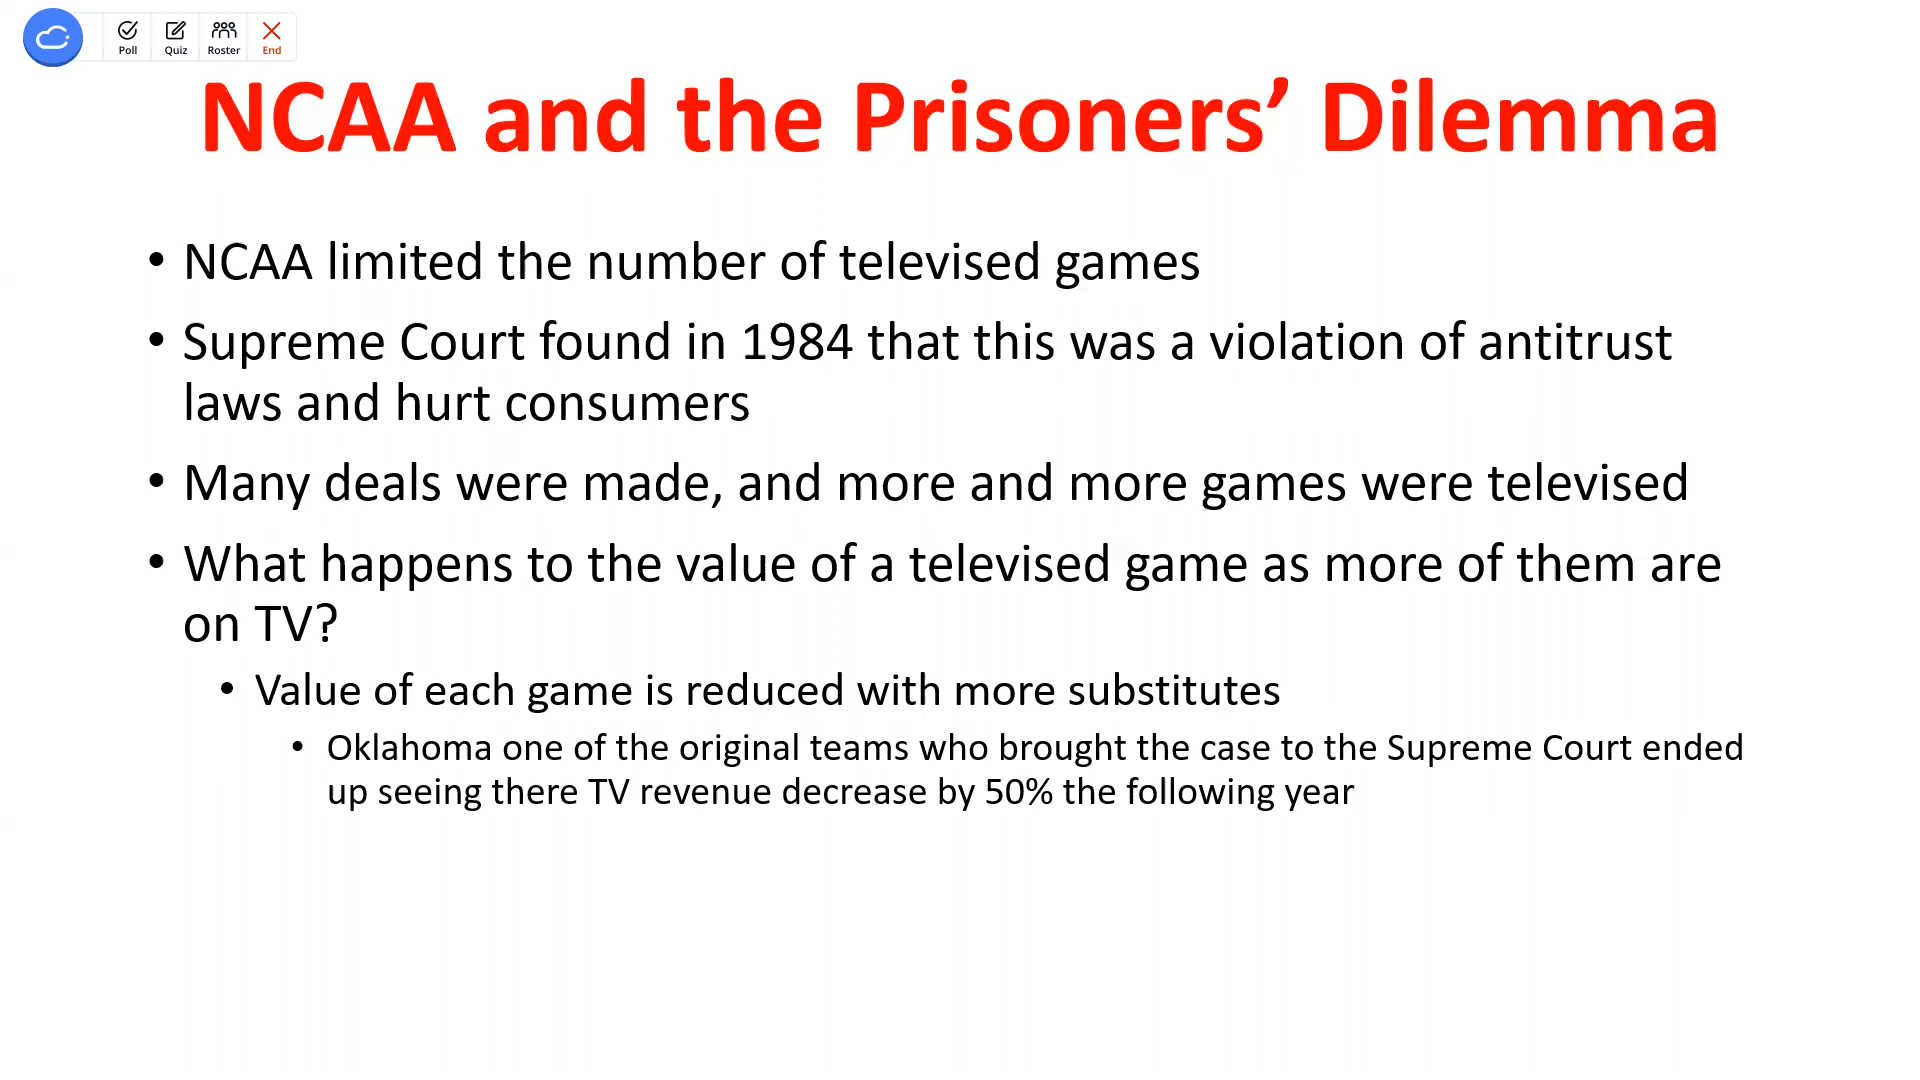 Poll
Quiz
Roster
End
NCAA and the Prisoners’ Dilemma
• NCAA limited the number of televised games
• Supreme Court found in 1984 that this was a violation of antitrust
laws and hurt consumers
• Many deals were made, and more and more games were televised
• What happens to the value of a televised game as more of them are
on TV?
• Value of each game is reduced with more substitutes
• Oklahoma one of the original teams who brought the case to the Supreme Court ended
up seeing there TV revenue decrease by 50% the following year